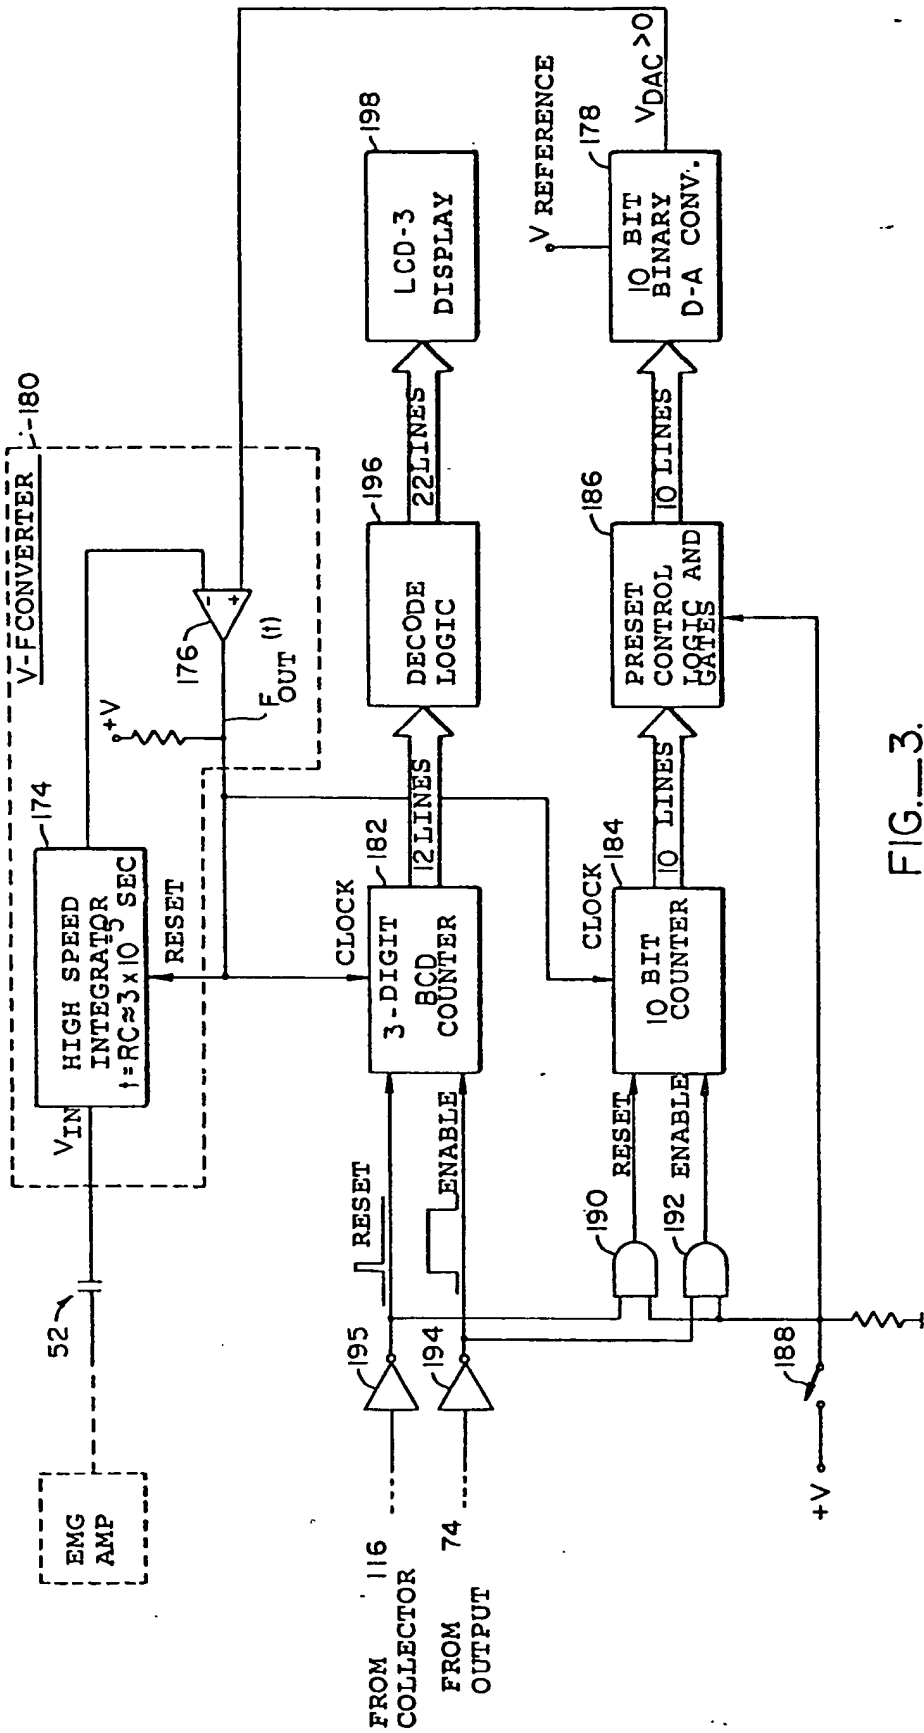 EMG
AMP
52
V-FCONVERTER
180
VIN
HIGH SPEED
INTEGRATOR
t=RC≈3x10⁻⁵ SEC
174
RESET
+V
176
FOUT (t)
-
+
FROM 116
COLLECTOR
FROM 74
OUTPUT
195
194
RESET
ENABLE
CLOCK
3-DIGIT
BCD
COUNTER
182
12 LINES
DECODE
LOGIC
196
22 LINES
LCD-3
DISPLAY
198
190
192
RESET
ENABLE
CLOCK
10 BIT
COUNTER
184
10 LINES
PRESET
CONTROL
LOGIC AND
GATES
186
10 LINES
10 BIT
BINARY
D-A CONV.
178
V REFERENCE
VDAC>0
+V
188
FIG._3.